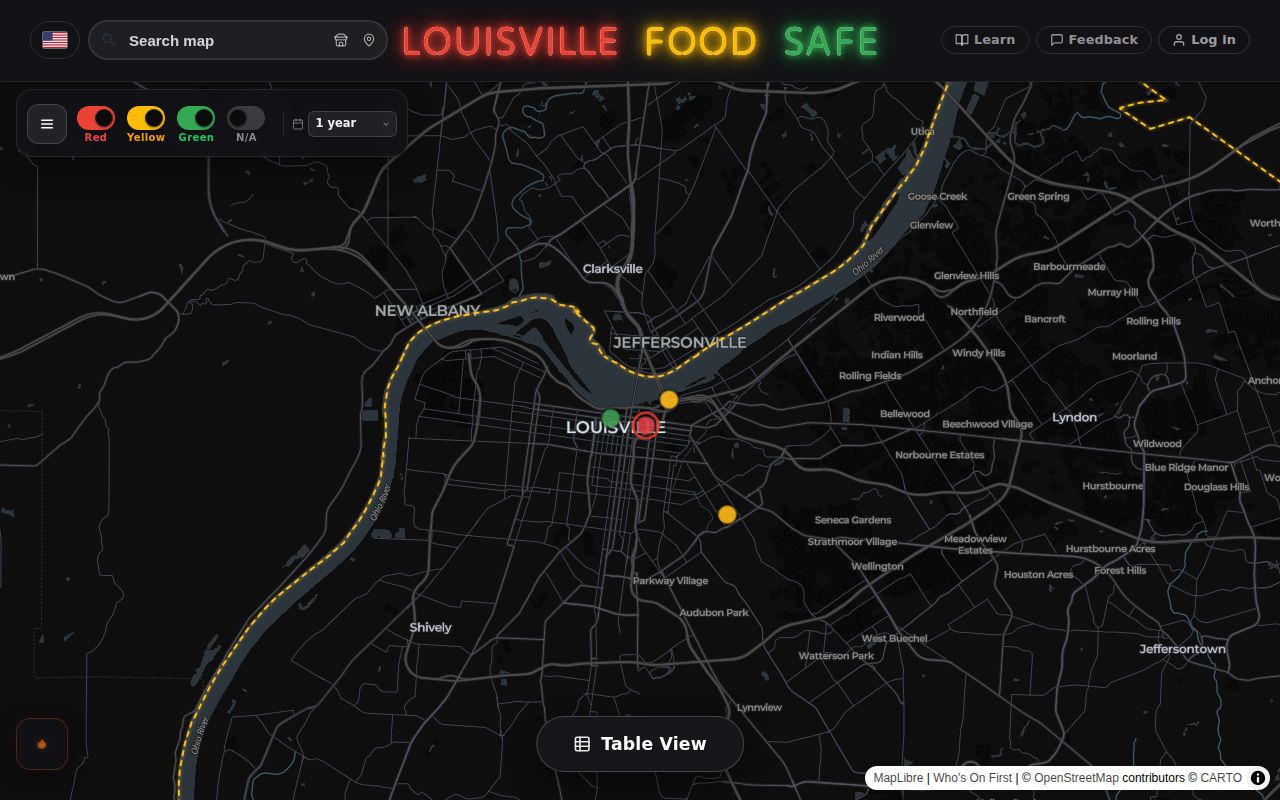 Search map
LOUISVILLE FOOD SAFE
Learn
Feedback
Log In
Red
Yellow
Green
N/A
1 year
Utica
Goose Creek
Green Spring
Glenview
Worth
Ohio River
Clarksville
Barbourmeade
Glenview Hills
wn
Murray Hill
NEW ALBANY
Northfield
Riverwood
Bancroft
Rolling Hills
JEFFERSONVILLE
Indian Hills
Windy Hills
Moorland
Rolling Fields
Anchor
Bellewood
Lyndon
LOUISVILLE
Beechwood Village
Wildwood
Norbourne Estates
Blue Ridge Manor
Wo
Hurstbourne
Douglass Hills
Ohio River
Seneca Gardens
Strathmoor Village
Meadowview
Estates
Hurstbourne Acres
Wellington
Houston Acres
Forest Hills
Parkway Village
Audubon Park
Shively
West Buechel
Jeffersontown
Watterson Park
Lynnview
Ohio River
Table View
MapLibre | Who's On First | © OpenStreetMap contributors © CARTO